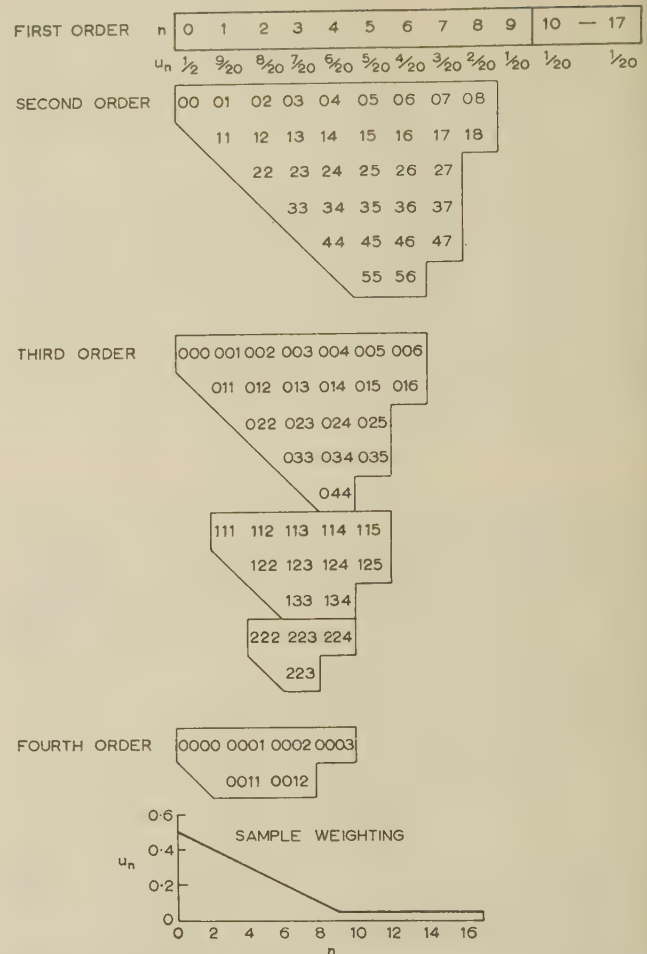 FIRST ORDER n 0 1 2 3 4 5 6 7 8 9 10 — 17
un 1/2 9/20 8/20 7/20 6/20 5/20 4/20 3/20 2/20 1/20 1/20 1/20
SECOND ORDER 00 01 02 03 04 05 06 07 08
11 12 13 14 15 16 17 18
22 23 24 25 26 27
33 34 35 36 37
44 45 46 47
55 56
THIRD ORDER 000 001 002 003 004 005 006
011 012 013 014 015 016
022 023 024 025
033 034 035
044
111 112 113 114 115
122 123 124 125
133 134
222 223 224
223
FOURTH ORDER 0000 0001 0002 0003
0011 0012
SAMPLE WEIGHTING
0·6
0·4
un
0·2
0
0 2 4 6 8 10 12 14 16
n